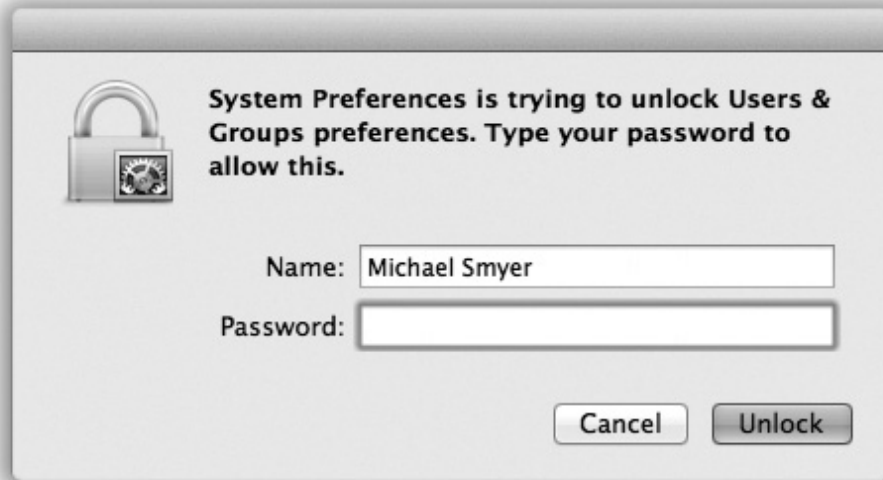 System Preferences is trying to unlock Users &
Groups preferences. Type your password to
allow this.
Name: Michael Smyer
Password:
Cancel Unlock